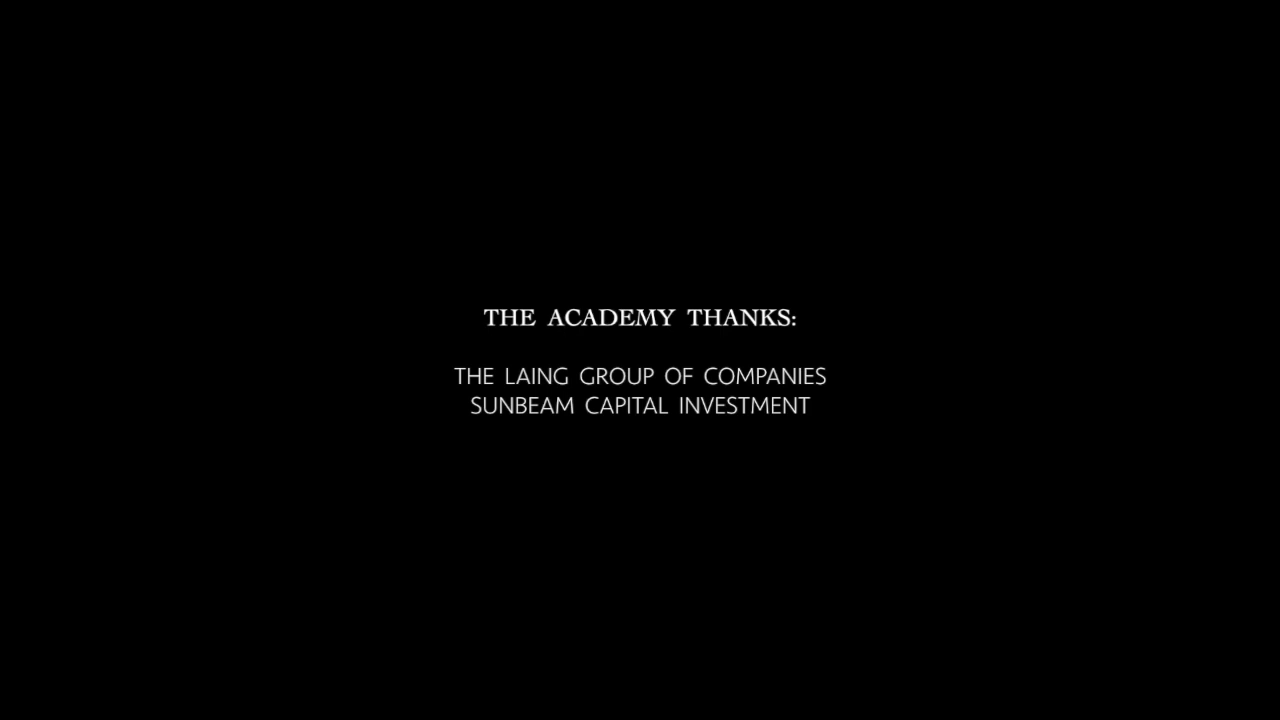 THE ACADEMY THANKS:
THE LAING GROUP OF COMPANIES
SUNBEAM CAPITAL INVESTMENT